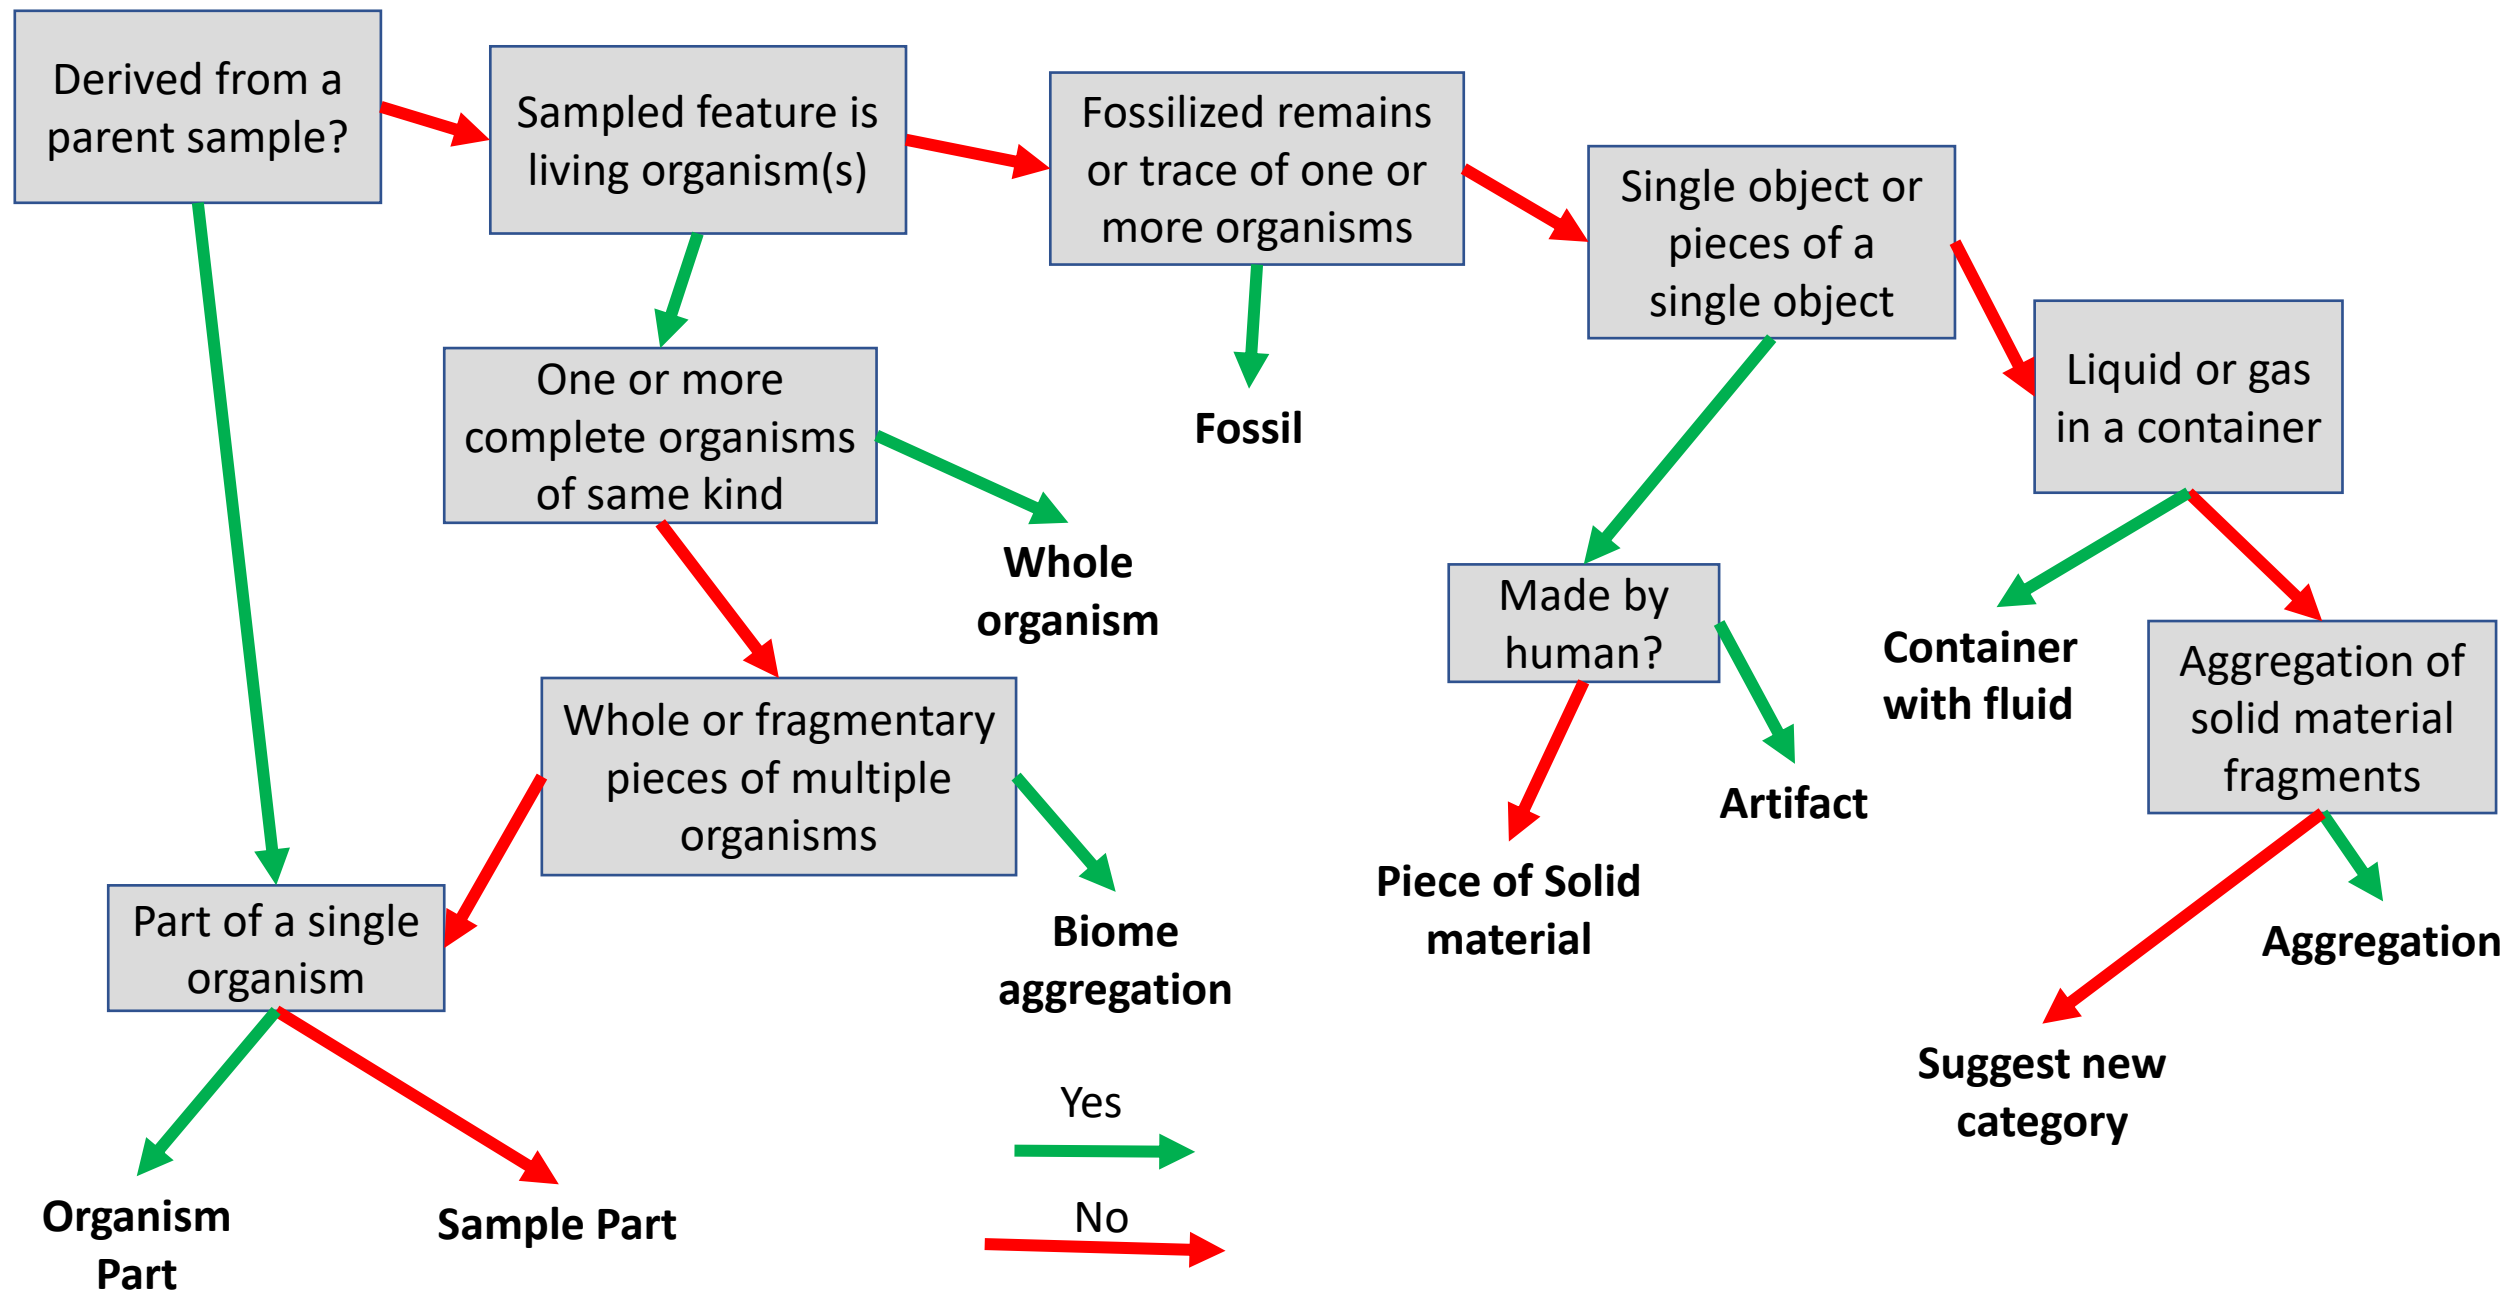 Derived from a
parent sample?
Sampled feature is
living organism(s)
Fossilized remains
or trace of one or
more organisms
Single object or
pieces of a
single object
Liquid or gas
in a container
One or more
complete organisms
of same kind
Fossil
Whole
organism
Made by
human?
Container
with fluid
Aggregation of
solid material
fragments
Whole or fragmentary
pieces of multiple
organisms
Artifact
Piece of Solid
material
Aggregation
Part of a single
organism
Biome
aggregation
Suggest new
category
Yes
No
Organism
Part
Sample Part